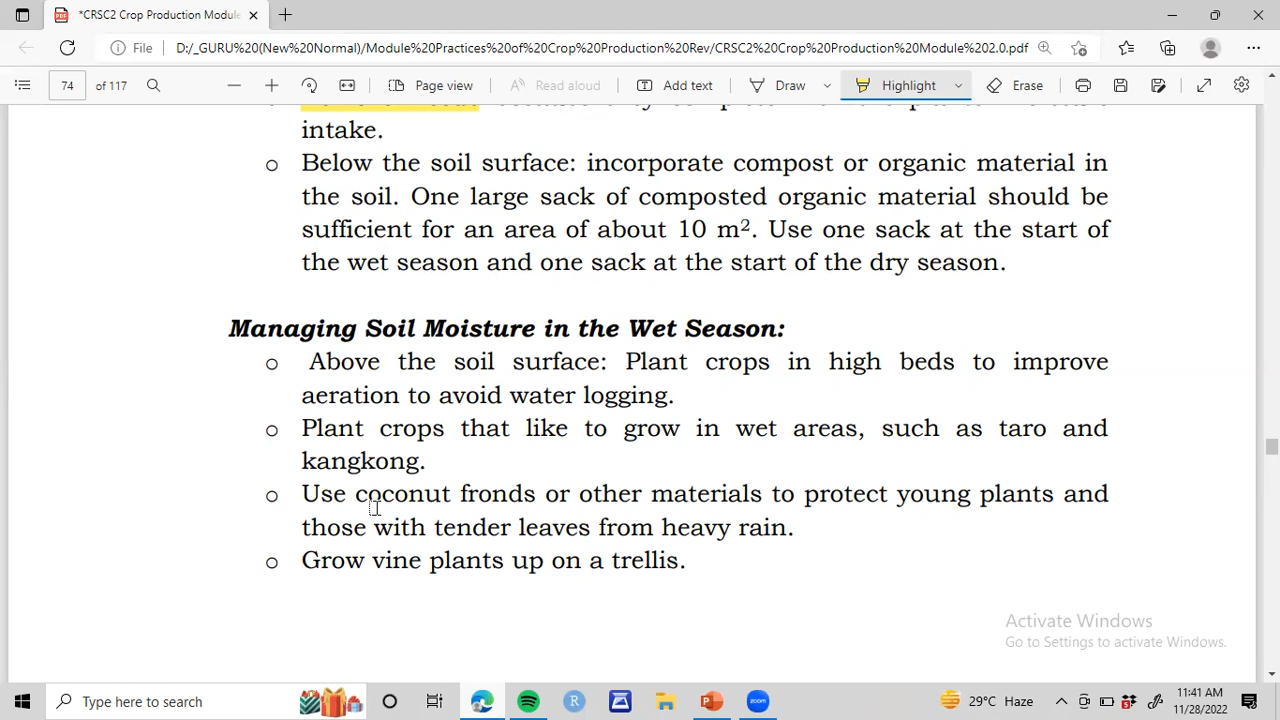 *CRSC2 Crop Production Module
File
D:/_GURU%20(New%20Normal)/Module%20Practices%20of%20Crop%20Production%20Rev/CRSC2%20Crop%20Production%20Module%202.0.pdf
74 of 117
Page view
Read aloud
Add text
Draw
Highlight
Erase
intake.
o Below the soil surface: incorporate compost or organic material in
the soil. One large sack of composted organic material should be
sufficient for an area of about 10 m². Use one sack at the start of
the wet season and one sack at the start of the dry season.
Managing Soil Moisture in the Wet Season:
o Above the soil surface: Plant crops in high beds to improve
aeration to avoid water logging.
o Plant crops that like to grow in wet areas, such as taro and
kangkong.
o Use coconut fronds or other materials to protect young plants and
those with tender leaves from heavy rain.
o Grow vine plants up on a trellis.
Activate Windows
Go to Settings to activate Windows.
Type here to search
29°C Haze
11:41 AM
11/28/2022